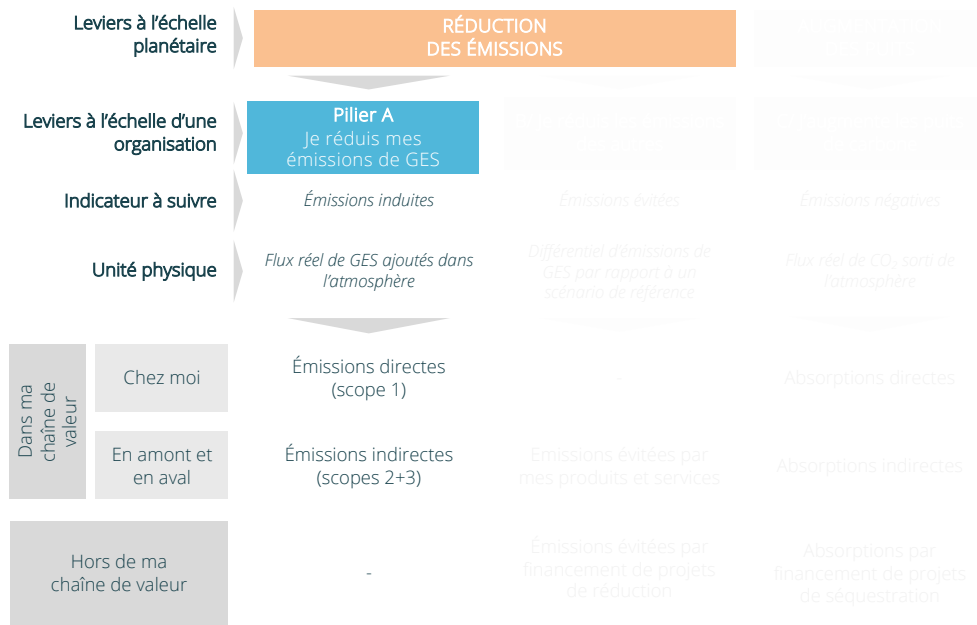 Leviers à l’échelle
planétaire
RÉDUCTION
DES ÉMISSIONS
Leviers à l’échelle d’une
organisation
Pilier A
Je réduis mes
émissions de GES
Indicateur à suivre
Émissions induites
Émissions évitées
Émissions négatives
Unité physique
Flux réel de GES ajoutés dans
l’atmosphère
Différentiel d’émissions de
GES par rapport à un
scénario de référence
Flux réel de CO₂ sorti de
l’atmosphère
Dans ma
chaîne de
valeur
Chez moi
Émissions directes
(scope 1)
-
Absorptions directes
En amont et
en aval
Émissions indirectes
(scopes 2+3)
Émissions évitées par
mes produits et services
Absorptions indirectes
Hors de ma
chaîne de valeur
-
Émissions évitées par
financement de projets
de réduction
Absorptions par
financement de projets
de séquestration